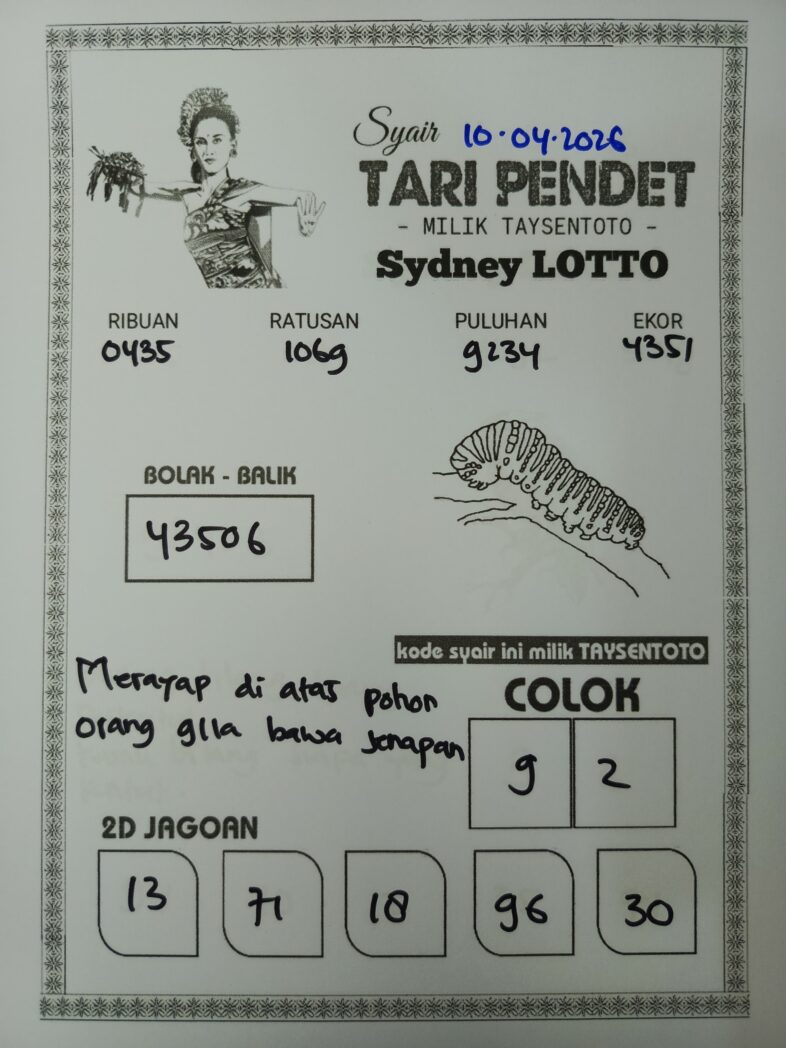 Syair 10.04.2026
TARI PENDET
- MILIK TAYSENTOTO -
Sydney LOTTO
RIBUAN RATUSAN PULUHAN EKOR
0435 1069 9234 4351
BOLAK - BALIK
43506
kode syair ini milik TAYSENTOTO
Merayap di atas pohon
orang gila bawa senapan
COLOK
9 2
2D JAGOAN
13 71 18 96 30